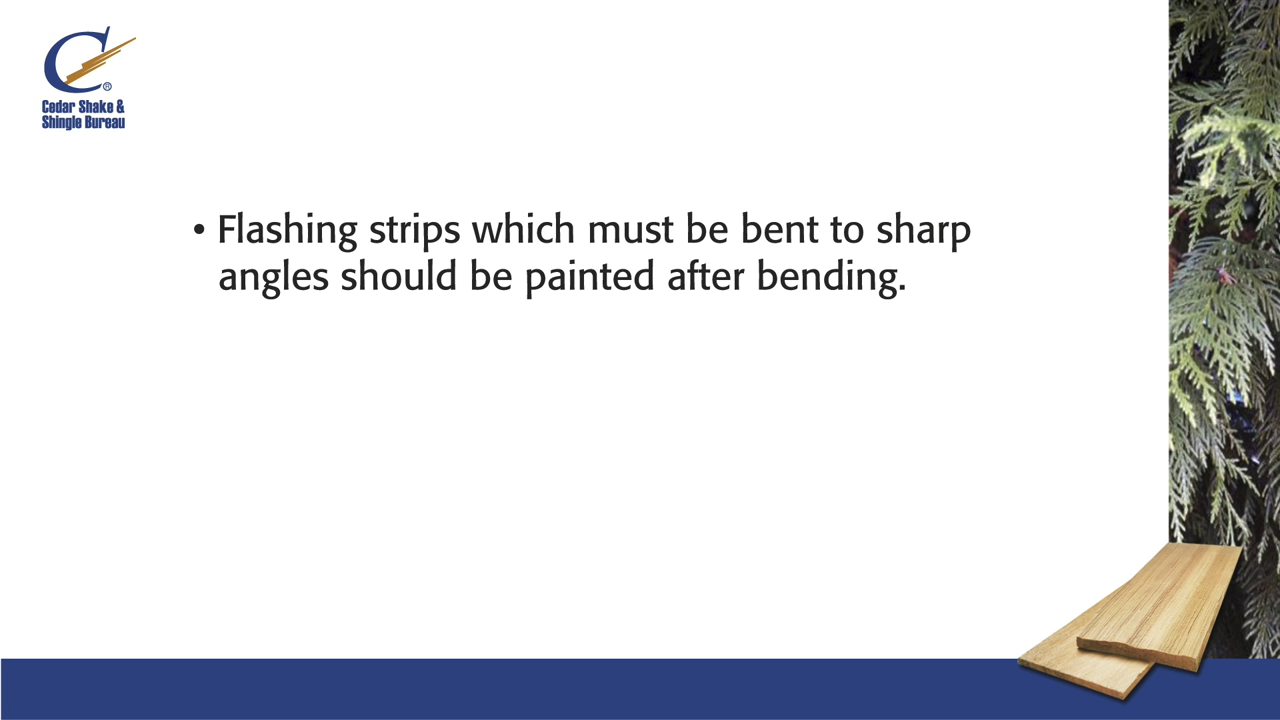 C®
Cedar Shake &
Shingle Bureau
• Flashing strips which must be bent to sharp
angles should be painted after bending.